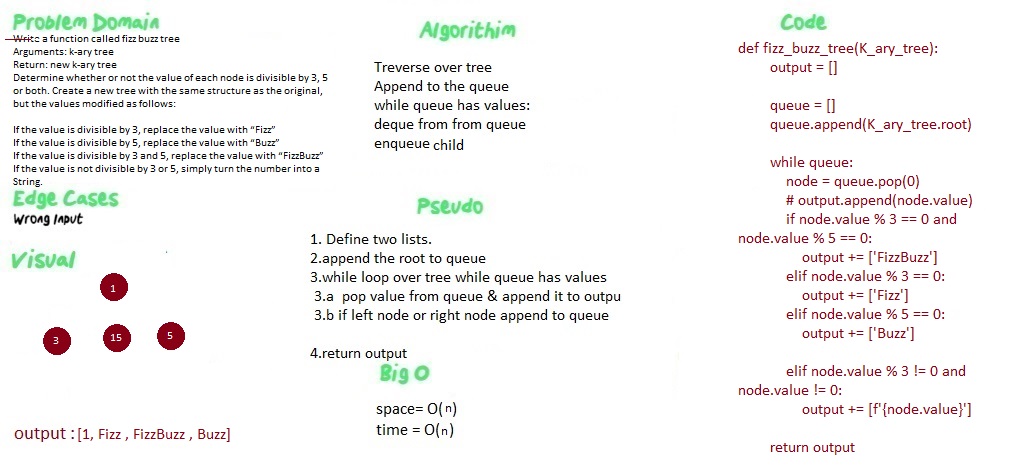 Problem Domain
Write a function called fizz buzz tree
Arguments: k-ary tree
Return: new k-ary tree
Determine whether or not the value of each node is divisible by 3, 5
or both. Create a new tree with the same structure as the original,
but the values modified as follows:
If the value is divisible by 3, replace the value with “Fizz”
If the value is divisible by 5, replace the value with “Buzz”
If the value is divisible by 3 and 5, replace the value with “FizzBuzz”
If the value is not divisible by 3 or 5, simply turn the number into a
String.
Edge Cases
Wrong Input
Visual
1
3
15
5
output : [1, Fizz , FizzBuzz , Buzz]
Algorithim
Treverse over tree
Append to the queue
while queue has values:
deque from from queue
enqueue child
Pseudo
1. Define two lists.
2.append the root to queue
3.while loop over tree while queue has values
3.a pop value from queue & append it to outpu
3.b if left node or right node append to queue
4.return output
Big O
space= O(n)
time = O(n)
Code
def fizz_buzz_tree(K_ary_tree):
output = []
queue = []
queue.append(K_ary_tree.root)
while queue:
node = queue.pop(0)
# output.append(node.value)
if node.value % 3 == 0 and
node.value % 5 == 0:
output += ['FizzBuzz']
elif node.value % 3 == 0:
output += ['Fizz']
elif node.value % 5 == 0:
output += ['Buzz']
elif node.value % 3 != 0 and
node.value != 0:
output += [f'{node.value}']
return output